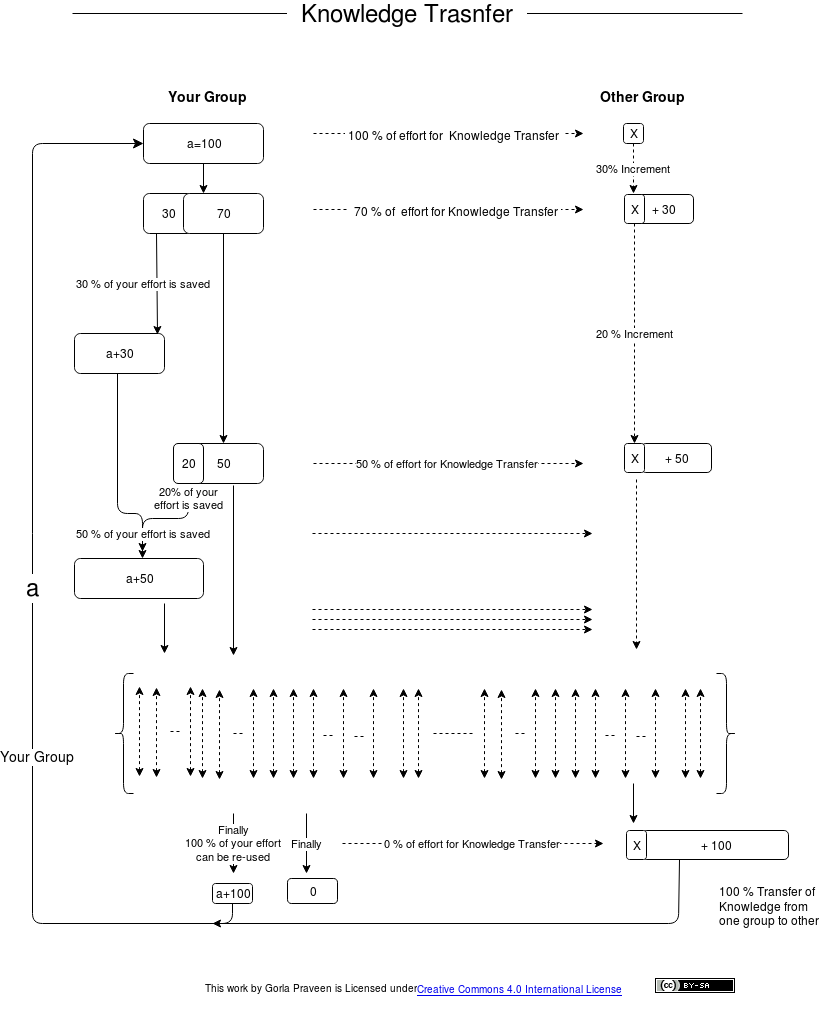 Knowledge Trasnfer
Your Group
Other Group
a=100
100 % of effort for Knowledge Transfer
X
30% Increment
30
70
70 % of effort for Knowledge Transfer
X
+ 30
30 % of your effort is saved
20 % Increment
a+30
20
50
50 % of effort for Knowledge Transfer
X
+ 50
20% of your
effort is saved
50 % of your effort is saved
a+50
a
Your Group
Finally
100 % of your effort
can be re-used
Finally
0 % of effort for Knowledge Transfer
X
+ 100
a+100
0
100 % Transfer of
Knowledge from
one group to other
This work by Gorla Praveen is Licensed underCreative Commons 4.0 International License
cc BY-SA